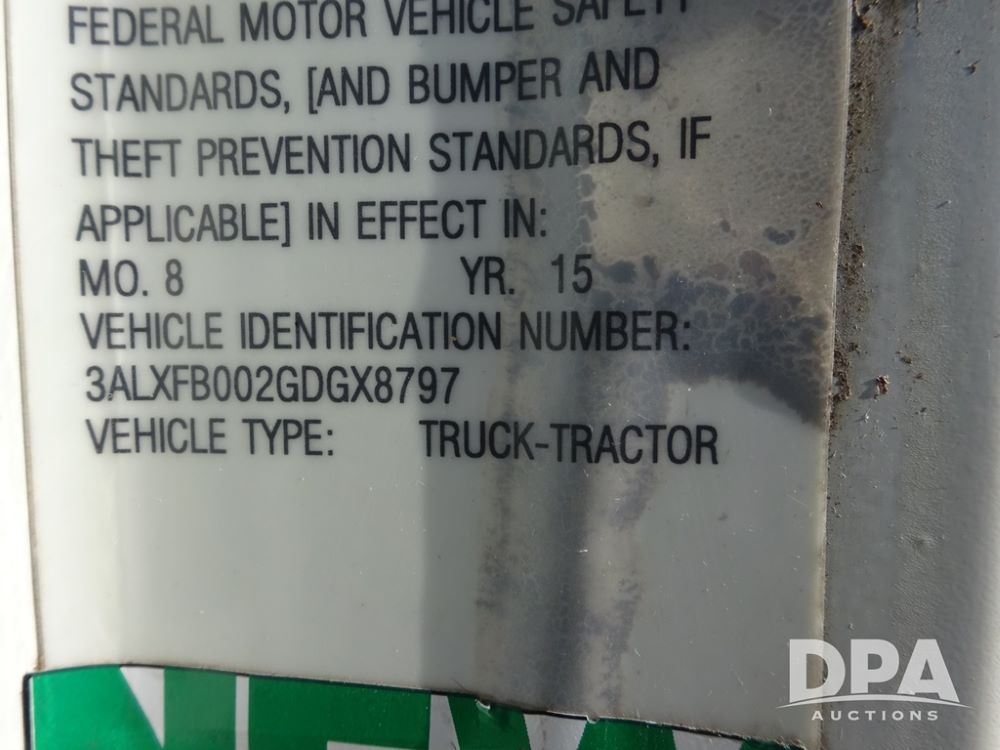 FEDERAL MOTOR VEHICLE SAFETY
STANDARDS, [AND BUMPER AND
THEFT PREVENTION STANDARDS, IF
APPLICABLE] IN EFFECT IN:
MO. 8 YR. 15
VEHICLE IDENTIFICATION NUMBER:
3ALXFB002GDGX8797
VEHICLE TYPE: TRUCK-TRACTOR
DPA
AUCTIONS